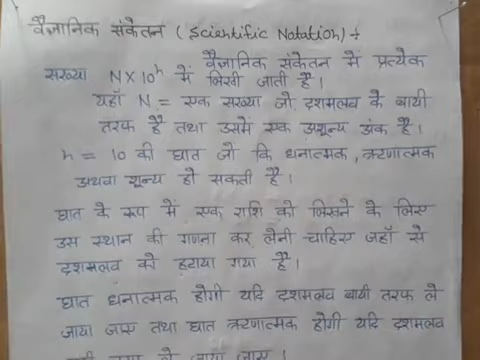 वैज्ञानिक संकेतन ( Scientific Notation) ÷
वैज्ञानिक संकेतन में प्रत्येक
सख्या N×10ⁿ में लिखी जाती है।
यहाँ N = एक सख्या जो दशमलव के बायी
तरफ है तथा उसमें एक अशून्य अंक है।
n = 10 की घात जो कि धनात्मक, ऋणात्मक
अथवा शून्य हो सकती है।
घात के रूप में एक राशि को लिखने के लिए
उस स्थान की गणना कर लेनी चाहिए जहाँ से
दशमलव को हटाया गया है।
घात धनात्मक होगी यदि दशमलव बायी तरफ ले
जाया जाए तथा घात ऋणात्मक होगी यदि दशमलव
ले जाया जाए।